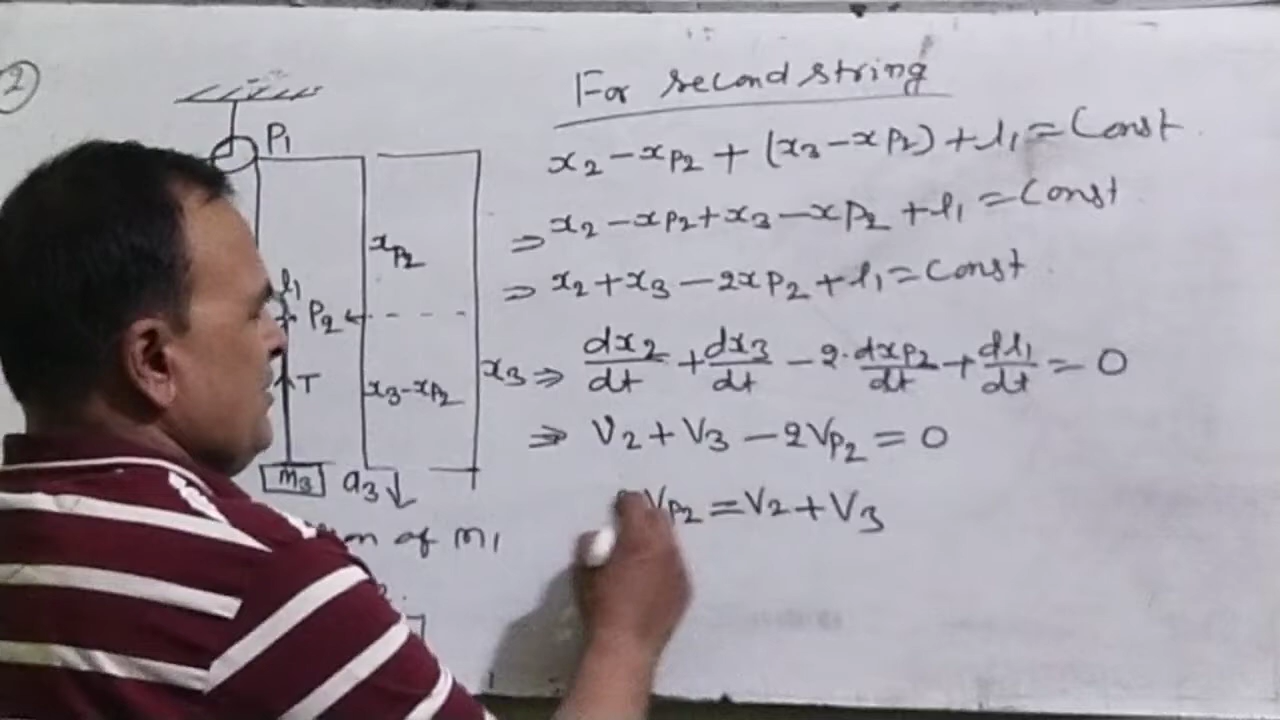 2
P1
xp2
l1
P2
T
x3-xp2
x3
m3 a3
of m1
For second string
x2-xp2+(x3-xp2)+l1=Const
⇒ x2-xp2+x3-xp2+l1=Const
⇒ x2+x3-2xp2+l1=Const
⇒ dx2/dt+dx3/dt-2.dxp2/dt+dl1/dt=0
⇒ V2+V3-2Vp2=0
Vp2=V2+V3